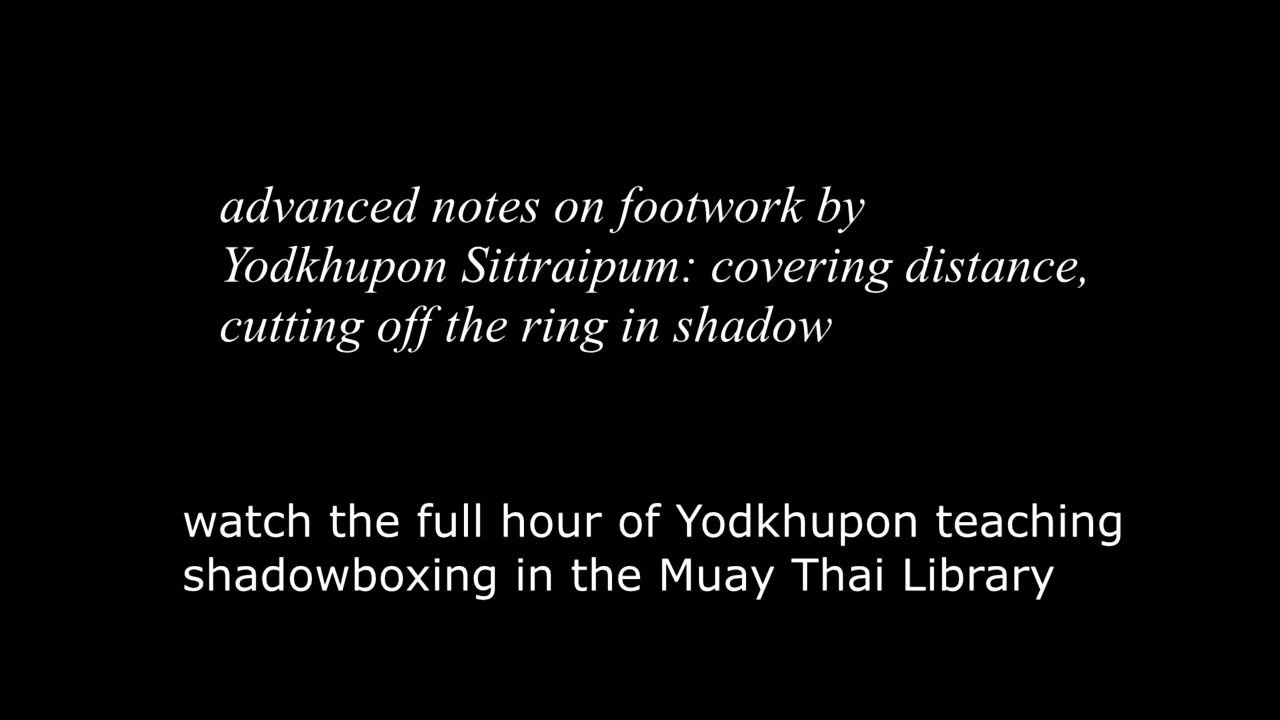 advanced notes on footwork by
Yodkhupon Sittraipum: covering distance,
cutting off the ring in shadow
watch the full hour of Yodkhupon teaching
shadowboxing in the Muay Thai Library